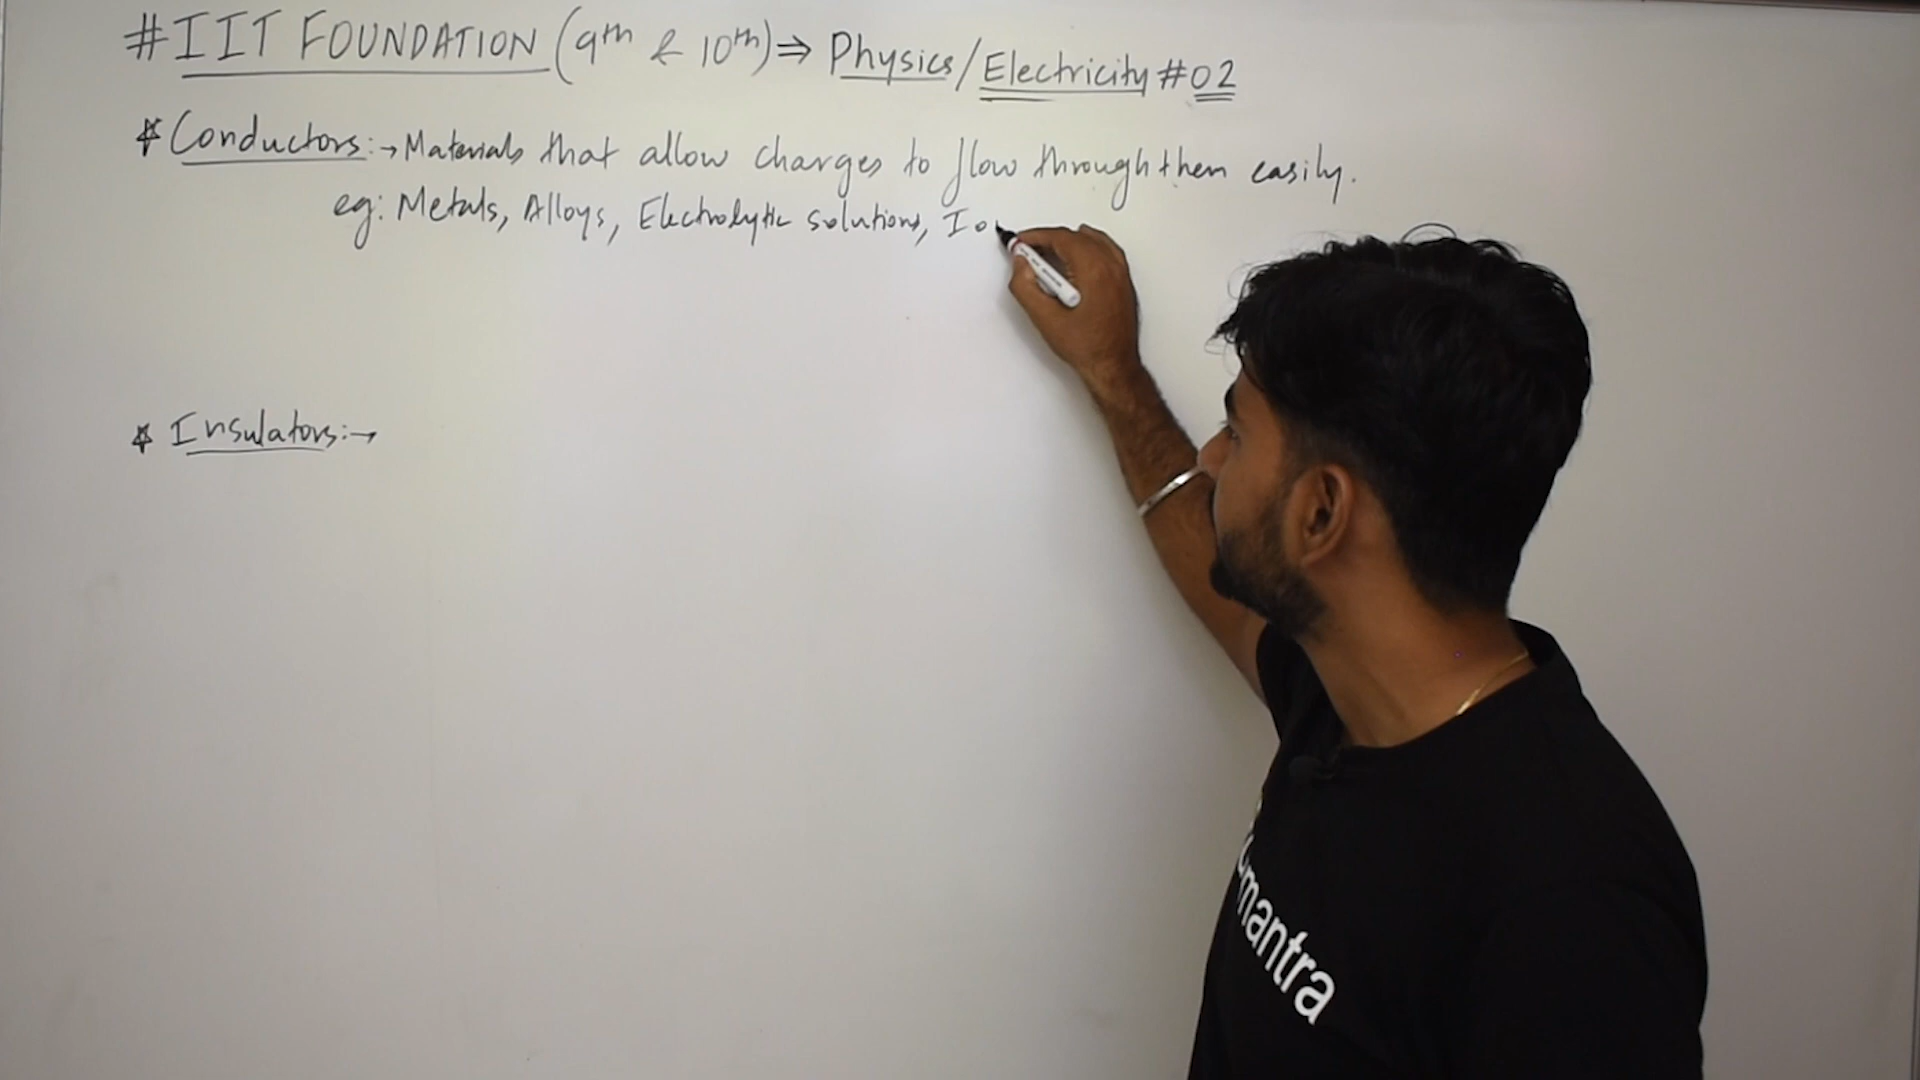 #IIT FOUNDATION (9th & 10th) ⇒ Physics/Electricity #02
* Conductors:→ Materials that allow charges to flow through them easily.
eg: Metals, Alloys, Electrolytic solutions, Io
* Insulators:→
mantra